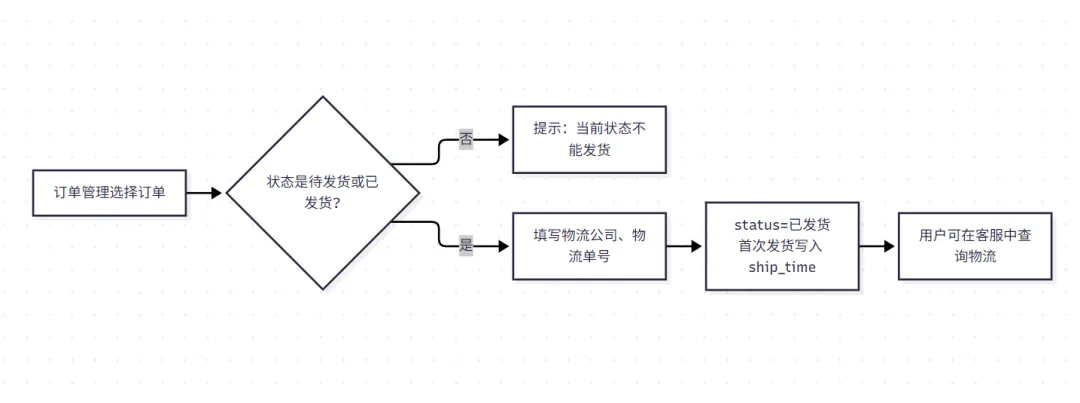 订单管理选择订单
状态是待发货或已
发货?
否
提示：当前状态不
能发货
是
填写物流公司、物
流单号
status=已发货
首次发货写入
ship_time
用户可在客服中查
询物流